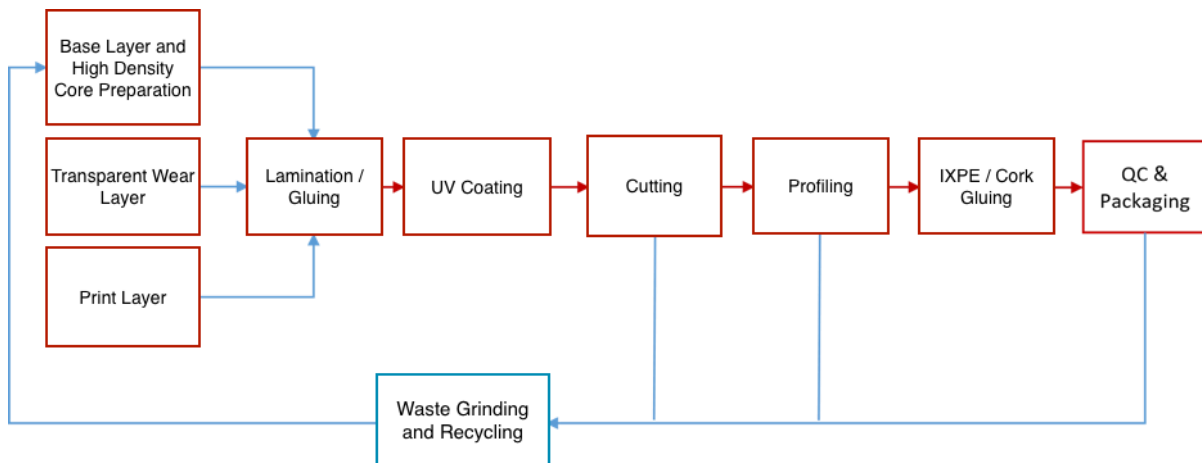 Base Layer and
High Density
Core Preparation
Transparent Wear
Layer
Print Layer
Lamination /
Gluing
UV Coating
Cutting
Profiling
IXPE / Cork
Gluing
QC &
Packaging
Waste Grinding
and Recycling